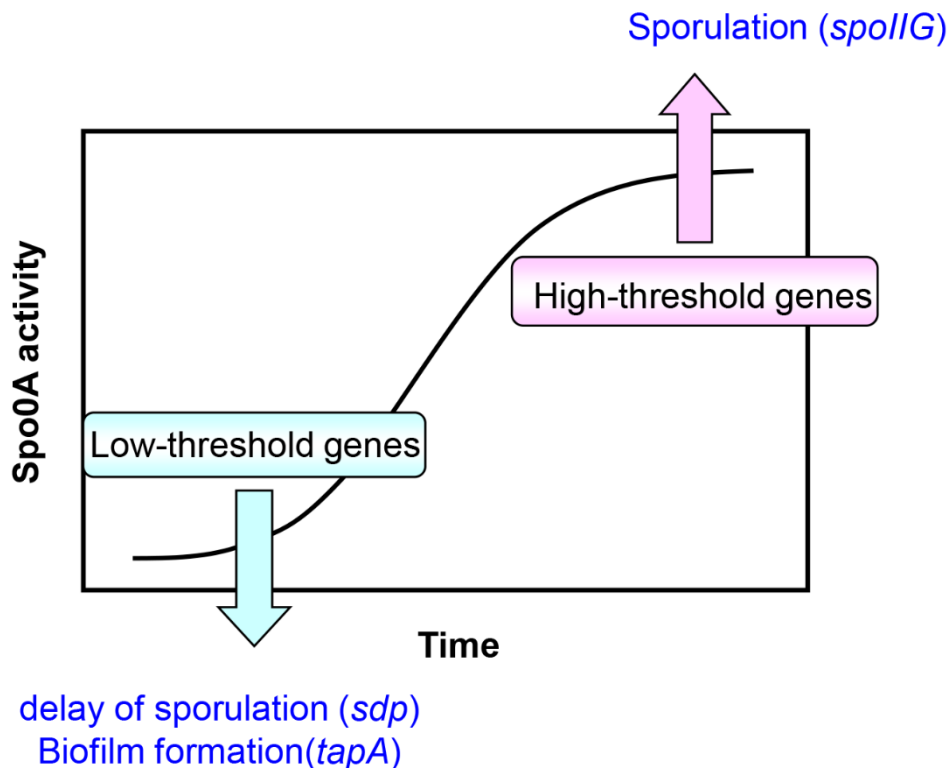 Sporulation (spoIIG)
High-threshold genes
Spo0A activity
Low-threshold genes
Time
delay of sporulation (sdp)
Biofilm formation(tapA)